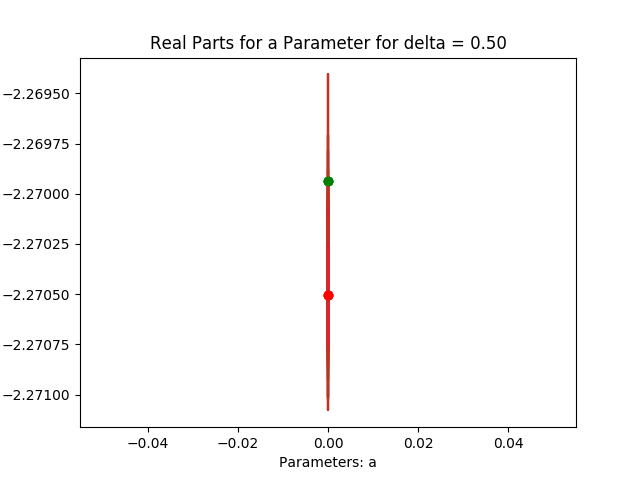 Real Parts for a Parameter for delta = 0.50
−2.26950
−2.26975
−2.27000
−2.27025
−2.27050
−2.27075
−2.27100
−0.04 −0.02 0.00 0.02 0.04
Parameters: a